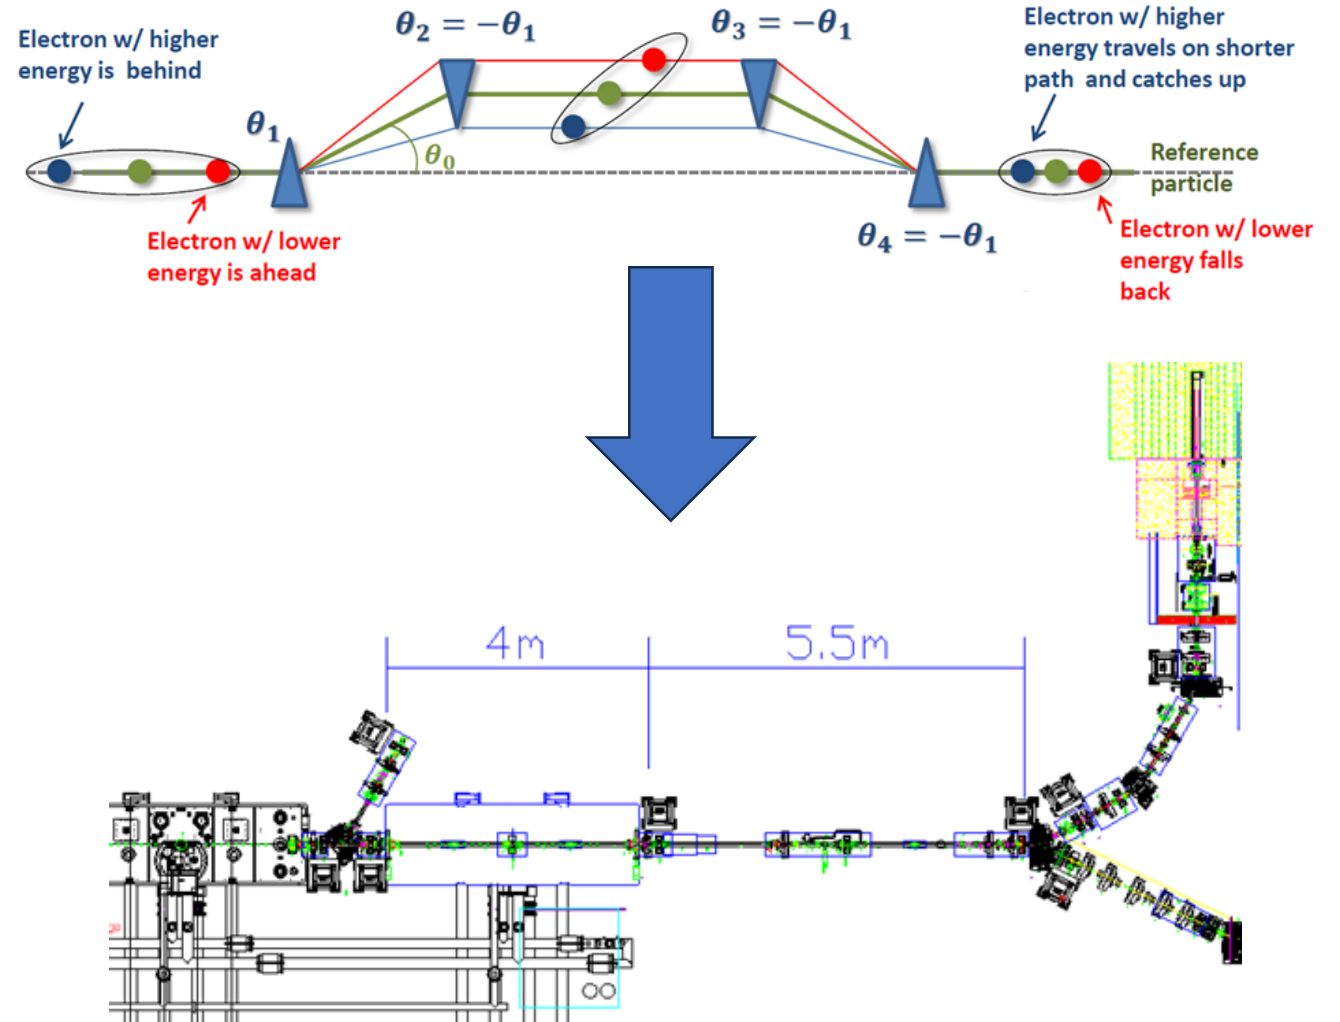 Electron w/ higher
energy is behind
θ₂ = −θ₁
θ₃ = −θ₁
Electron w/ higher
energy travels on shorter
path and catches up
θ₁
θ₀
Reference
particle
Electron w/ lower
energy is ahead
θ₄ = −θ₁
Electron w/ lower
energy falls
back
4m
5.5m